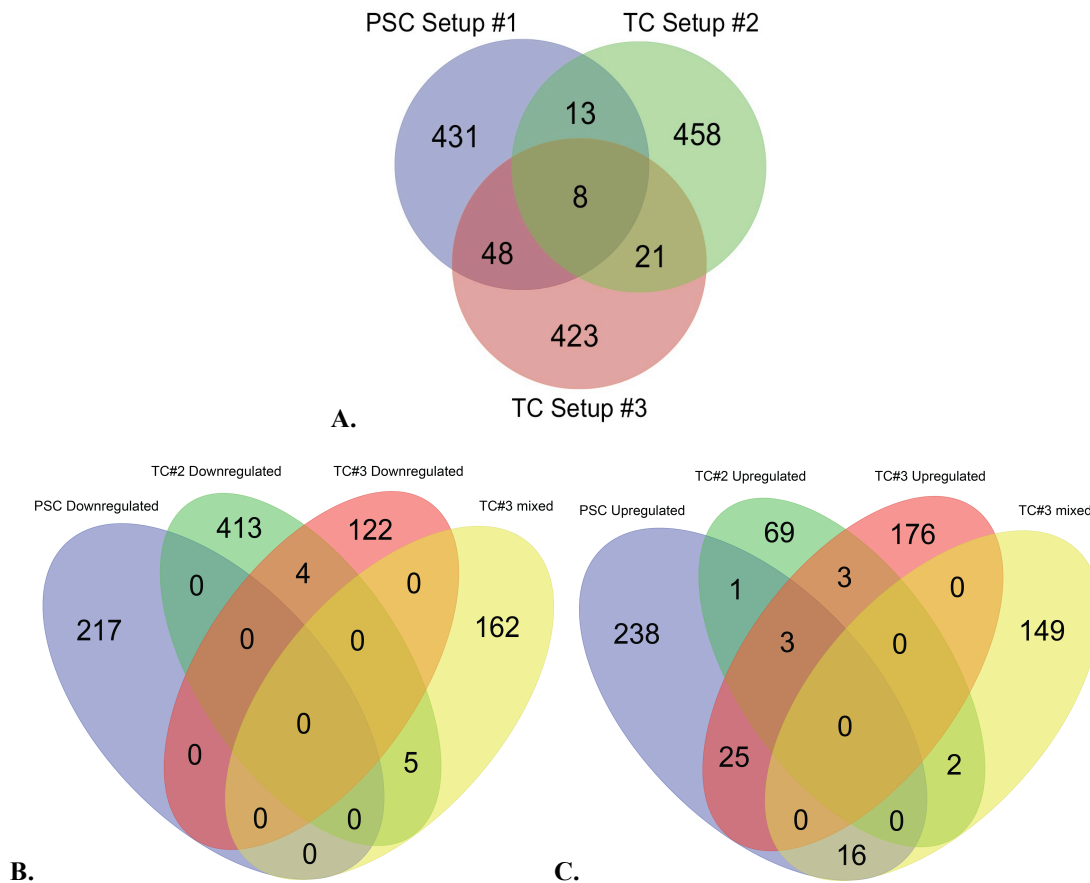 PSC Setup #1
TC Setup #2
13
431
458
8
48
21
423
TC Setup #3
A.
TC#2 Downregulated
TC#3 Downregulated
PSC Downregulated
TC#3 mixed
413
122
4
0
0
217
0
0
162
0
0
5
0
0
0
B.
TC#2 Upregulated
TC#3 Upregulated
PSC Upregulated
TC#3 mixed
69
176
3
1
0
238
3
0
149
0
25
2
0
0
16
C.